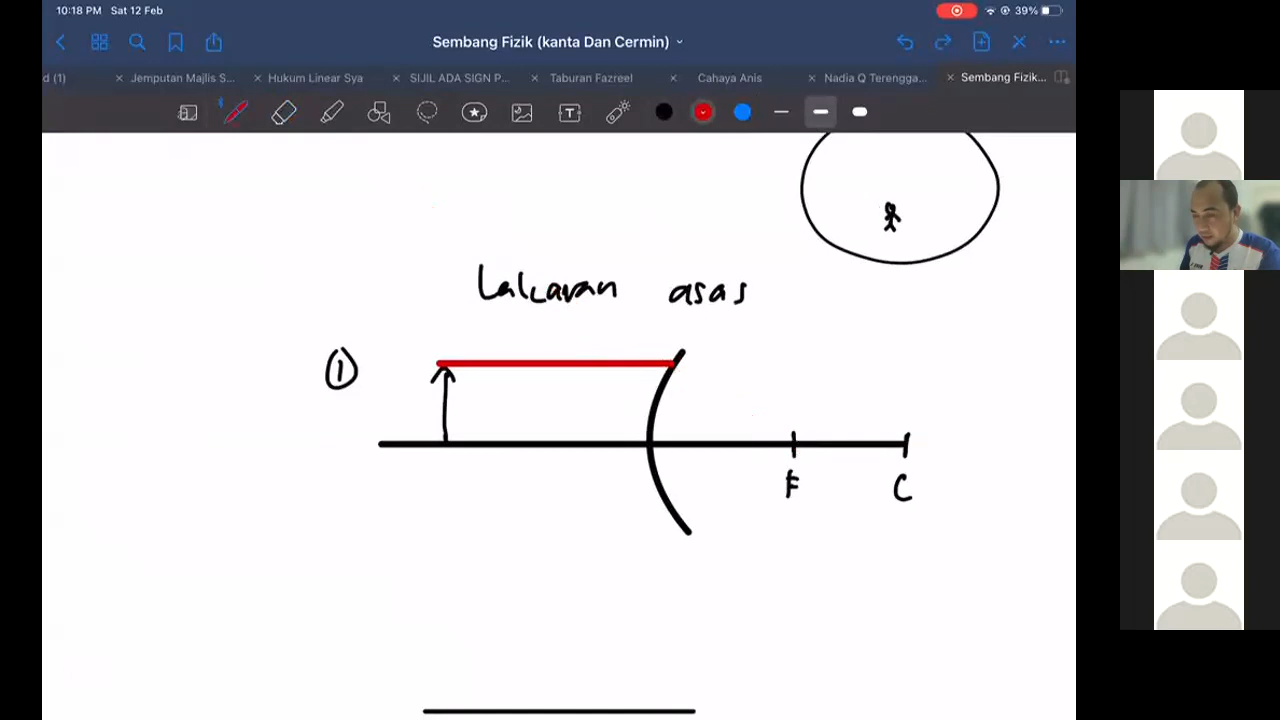 10:18 PM Sat 12 Feb
39%
Sembang Fizik (kanta Dan Cermin)
d (1)
Jemputan Majlis S...
Hukum Linear Sya
SIJIL ADA SIGN P...
Taburan Fazreel
Cahaya Anis
Nadia Q Terengga...
Sembang Fizik...
T
Lakaran asas
1
F C